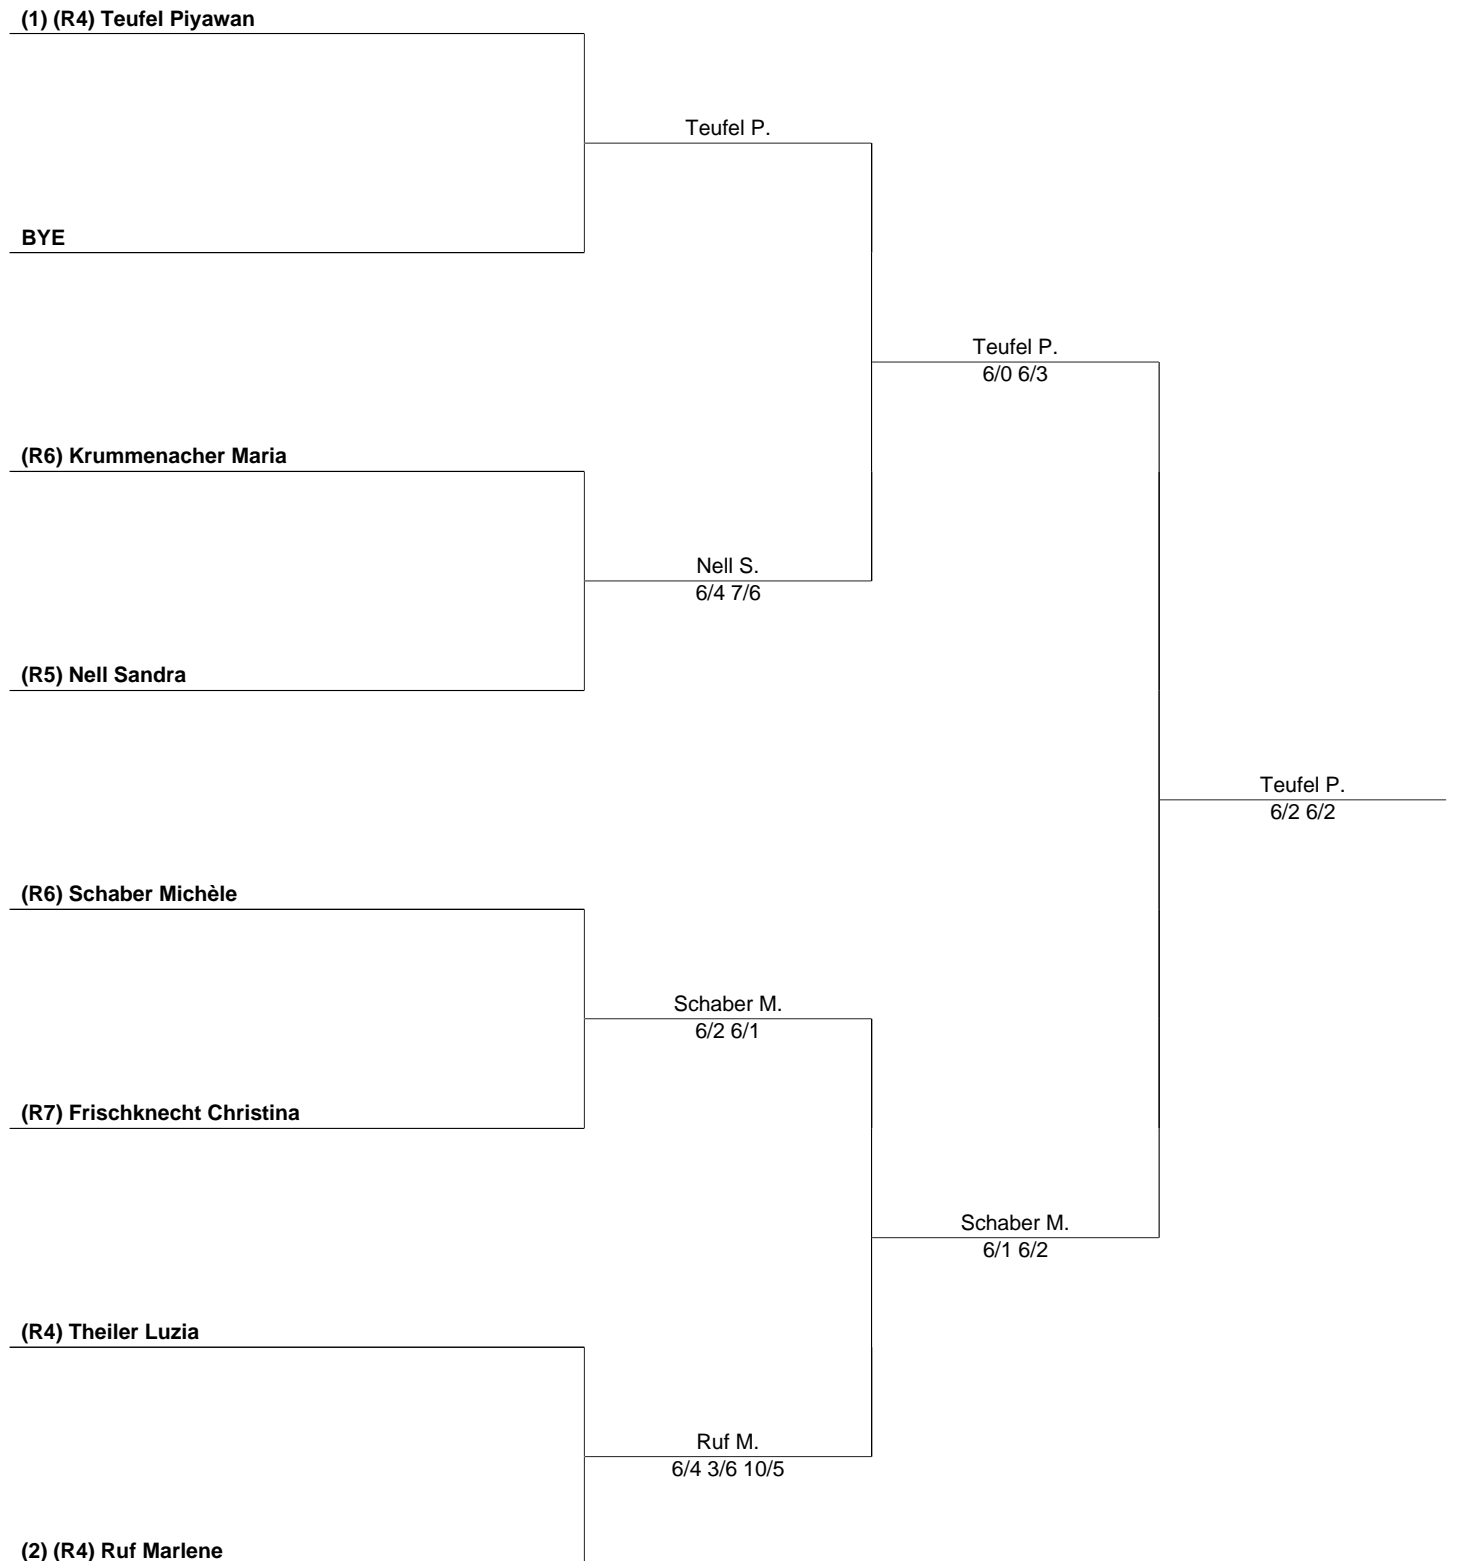 (1) (R4) Teufel Piyawan
Teufel P.
BYE
Teufel P.
6/0 6/3
(R6) Krummenacher Maria
Nell S.
6/4 7/6
(R5) Nell Sandra
Teufel P.
6/2 6/2
(R6) Schaber Michèle
Schaber M.
6/2 6/1
(R7) Frischknecht Christina
Schaber M.
6/1 6/2
(R4) Theiler Luzia
Ruf M.
6/4 3/6 10/5
(2) (R4) Ruf Marlene